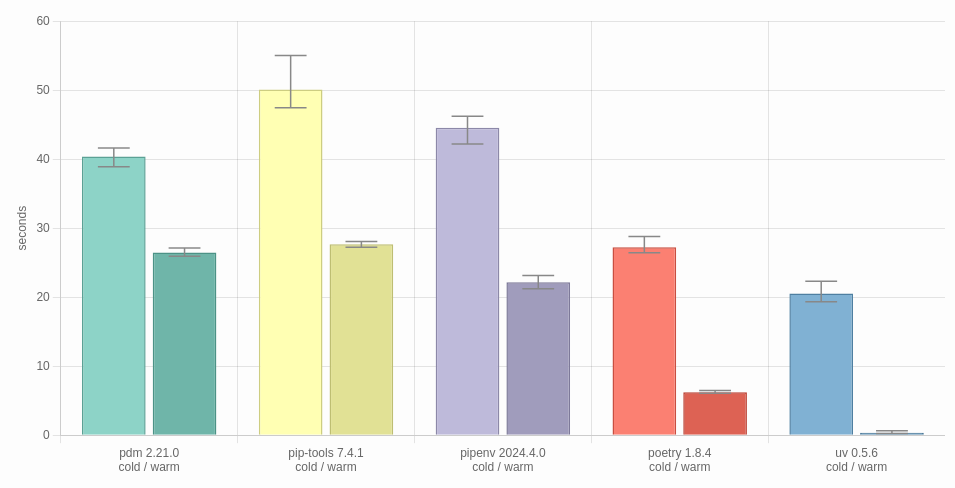 60
50
40
30
20
10
0
seconds
pdm 2.21.0
cold / warm
pip-tools 7.4.1
cold / warm
pipenv 2024.4.0
cold / warm
poetry 1.8.4
cold / warm
uv 0.5.6
cold / warm